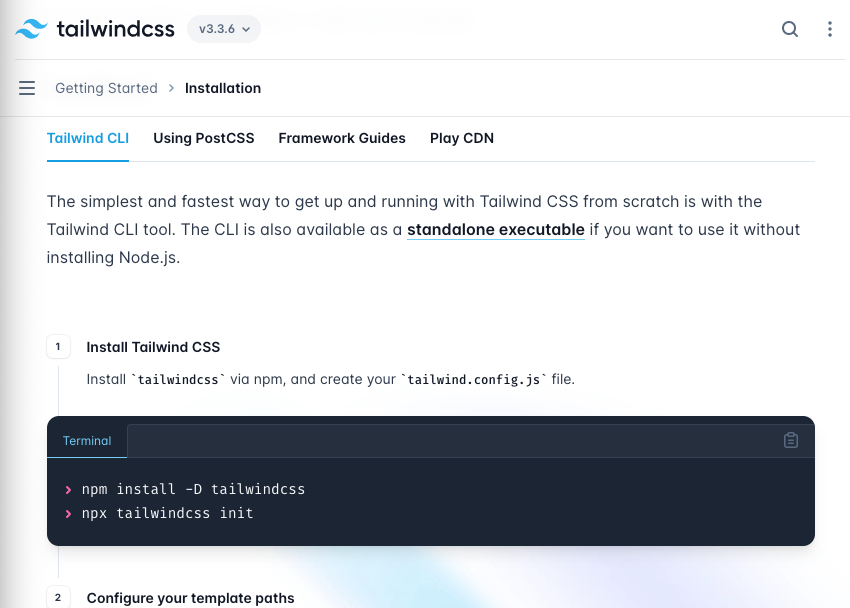 tailwindcss v3.3.6
Getting Started > Installation
Tailwind CLI Using PostCSS Framework Guides Play CDN
The simplest and fastest way to get up and running with Tailwind CSS from scratch is with the
Tailwind CLI tool. The CLI is also available as a standalone executable if you want to use it without
installing Node.js.
1 Install Tailwind CSS
Install `tailwindcss` via npm, and create your `tailwind.config.js` file.
Terminal
> npm install -D tailwindcss
> npx tailwindcss init
2 Configure your template paths